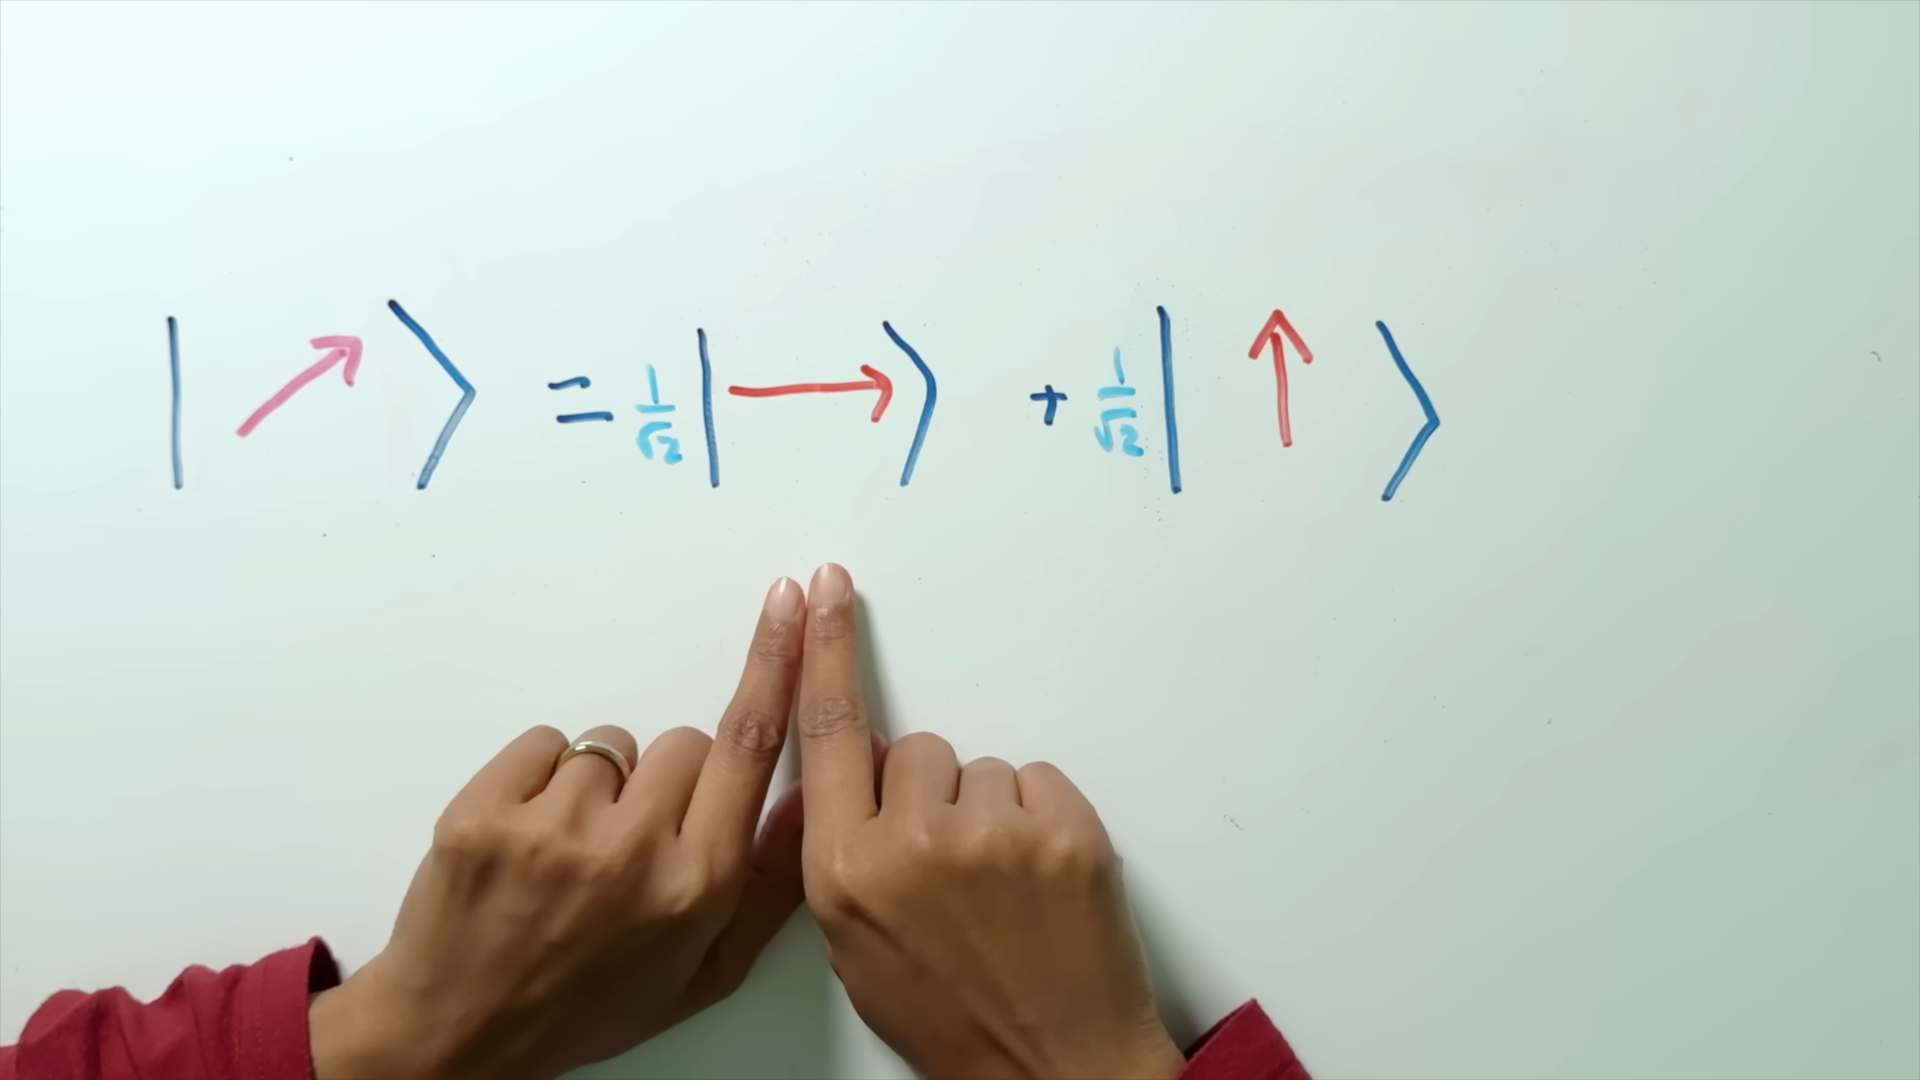 |↗⟩ = 1/√2 |→⟩ + 1/√2 |↑⟩